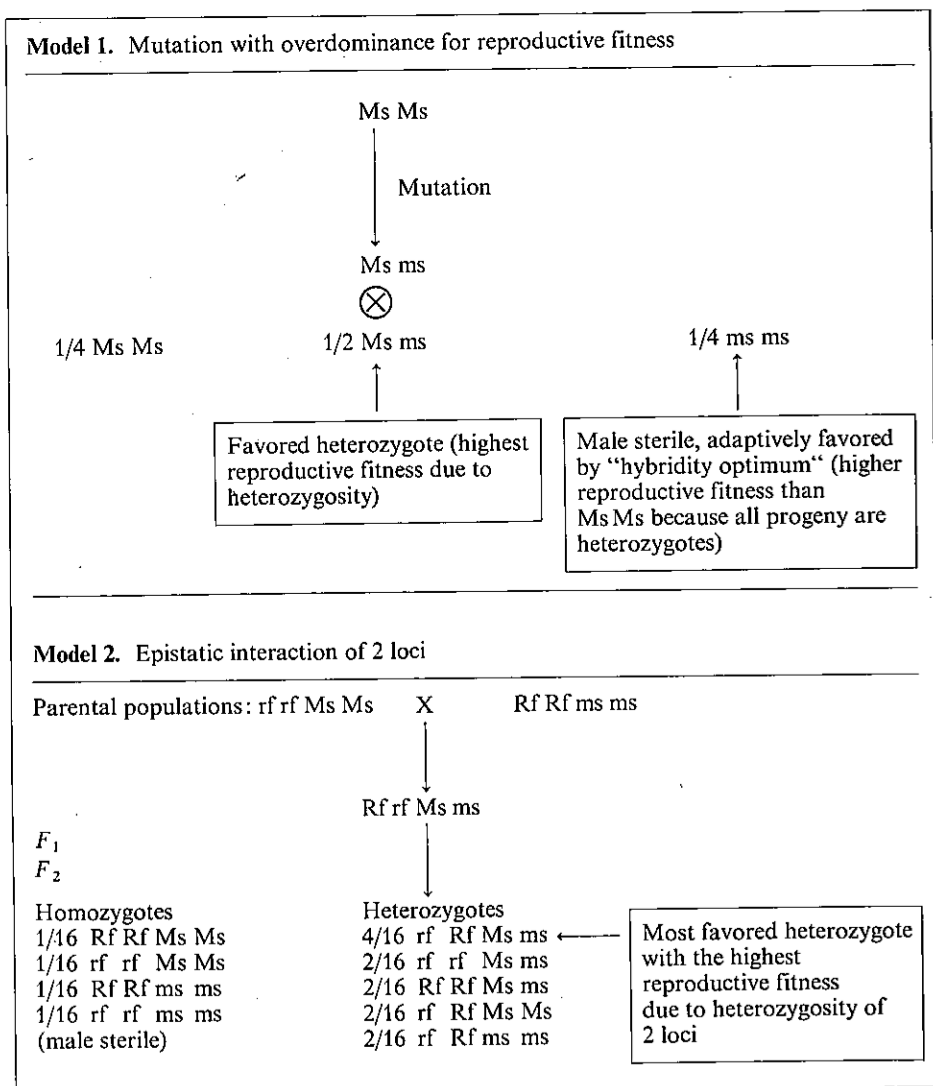 Model 1. Mutation with overdominance for reproductive fitness
Ms Ms
Mutation
Ms ms
1/4 Ms Ms
1/2 Ms ms
1/4 ms ms
Favored heterozygote (highest
reproductive fitness due to
heterozygosity)
Male sterile, adaptively favored
by “hybridity optimum“ (higher
reproductive fitness than
Ms Ms because all progeny are
heterozygotes)
Model 2. Epistatic interaction of 2 loci
Parental populations: rf rf Ms Ms X Rf Rf ms ms
Rf rf Ms ms
F1
F2
Homozygotes
1/16 Rf Rf Ms Ms
1/16 rf rf Ms Ms
1/16 Rf Rf ms ms
1/16 rf rf ms ms
(male sterile)
Heterozygotes
4/16 rf Rf Ms ms
2/16 rf rf Ms ms
2/16 Rf Rf Ms ms
2/16 rf Rf Ms Ms
2/16 rf Rf ms ms
Most favored heterozygote
with the highest
reproductive fitness
due to heterozygosity of
2 loci